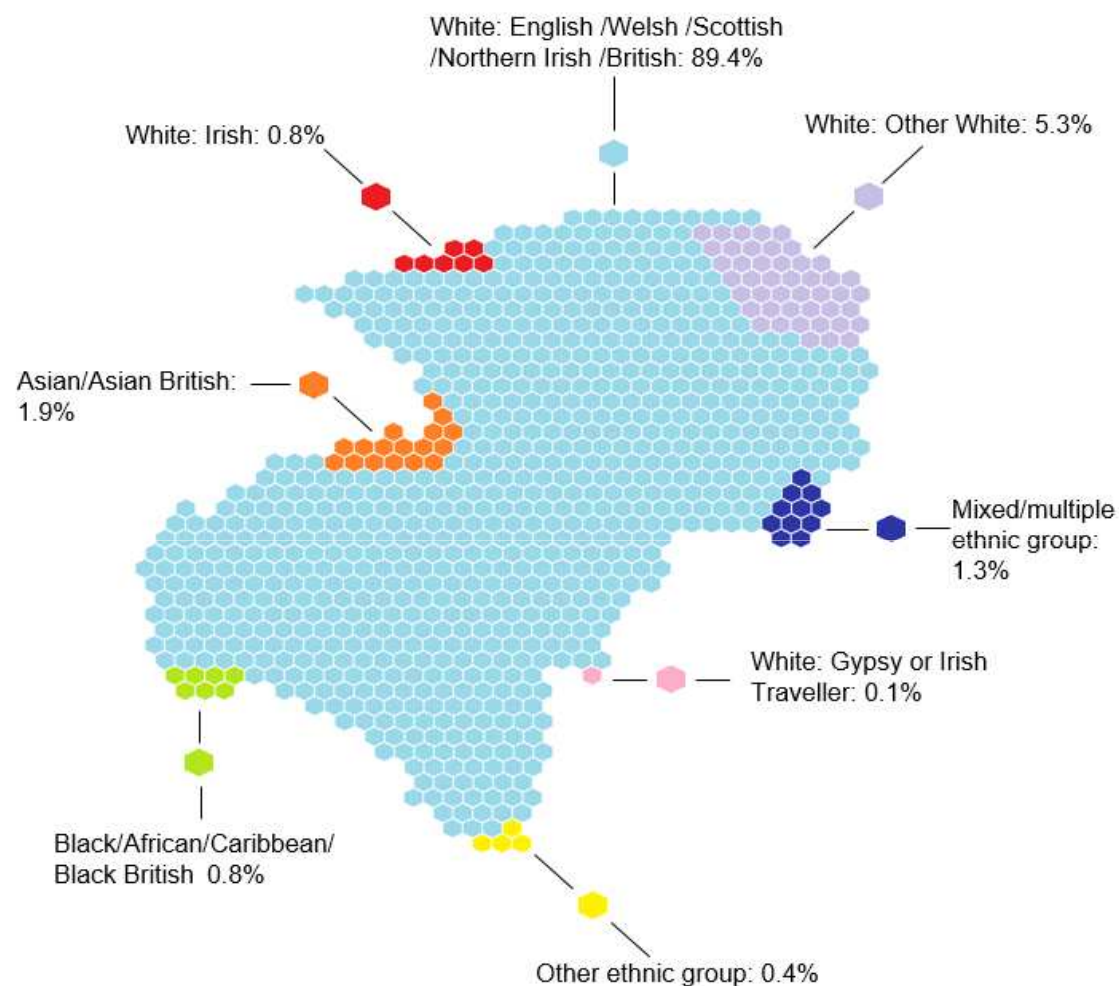 White: English /Welsh /Scottish
/Northern Irish /British: 89.4%
White: Irish: 0.8%
White: Other White: 5.3%
Asian/Asian British:
1.9%
Mixed/multiple
ethnic group:
1.3%
White: Gypsy or Irish
Traveller: 0.1%
Black/African/Caribbean/
Black British  0.8%
Other ethnic group: 0.4%